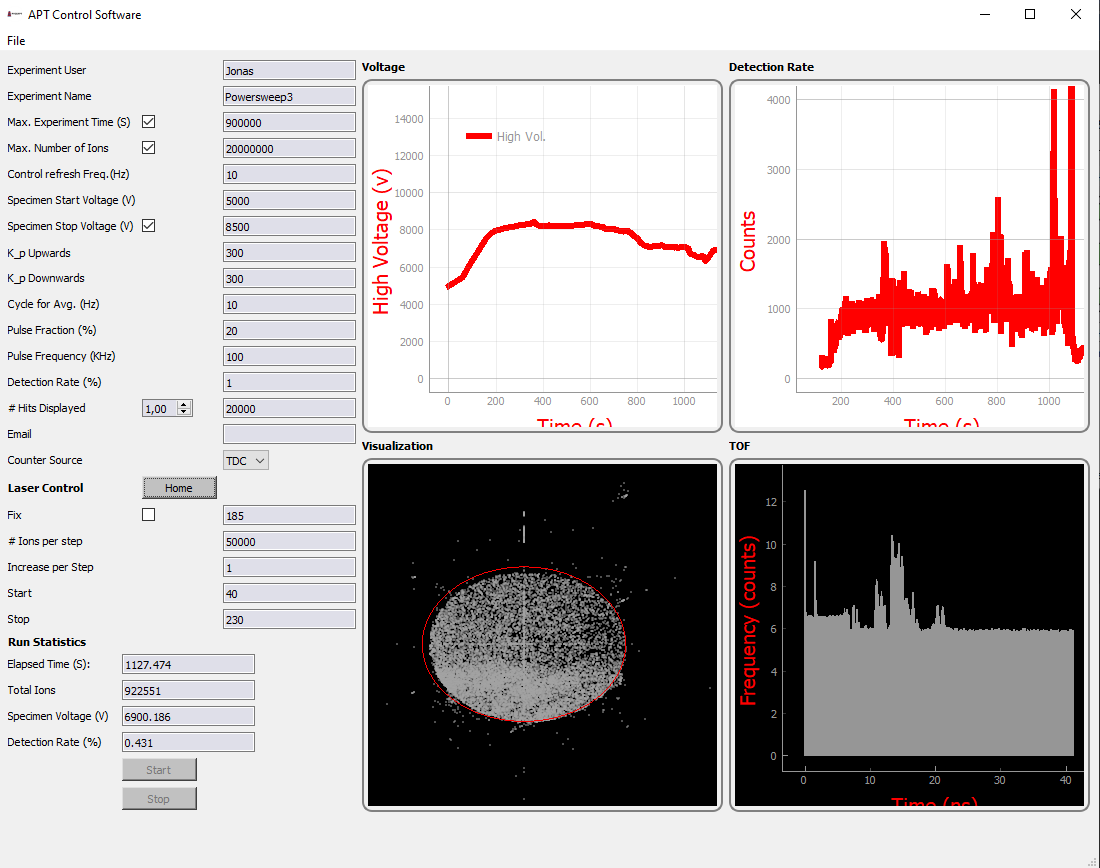 APT Control Software
File
Experiment User Jonas
Experiment Name Powersweep3
Max. Experiment Time (S) 900000
Max. Number of Ions 20000000
Control refresh Freq.(Hz) 10
Specimen Start Voltage (V) 5000
Specimen Stop Voltage (V) 8500
K_p Upwards 300
K_p Downwards 300
Cycle for Avg. (Hz) 10
Pulse Fraction (%) 20
Pulse Frequency (KHz) 100
Detection Rate (%) 1
# Hits Displayed 1,00 20000
Email
Counter Source TDC
Laser Control Home
Fix 185
# Ions per step 50000
Increase per Step 1
Start 40
Stop 230
Run Statistics
Elapsed Time (S): 1127.474
Total Ions 922551
Specimen Voltage (V) 6900.186
Detection Rate (%) 0.431
Start
Stop
Voltage
High Voltage (v)
14000
12000
10000
8000
6000
4000
2000
0
High Vol.
0 200 400 600 800 1000
Time (s)
Detection Rate
Counts
4000
3000
2000
1000
0
200 400 600 800 1000
Time (s)
Visualization
TOF
Frequency (counts)
12
10
8
6
4
2
0
0 10 20 30 40
Time (ns)